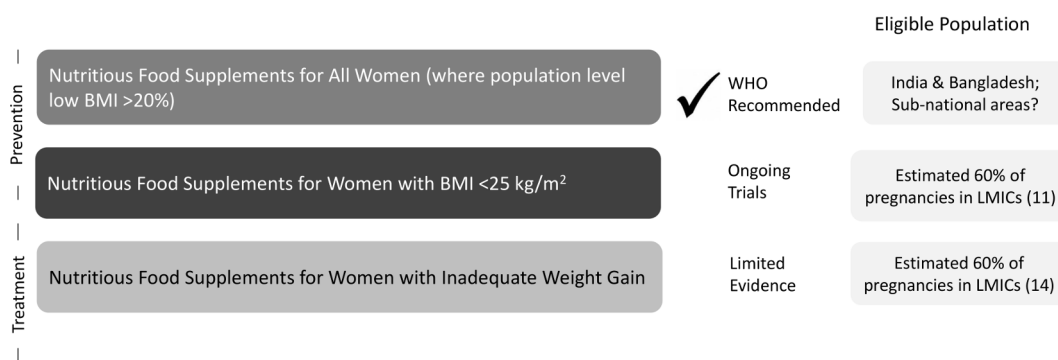 Eligible Population
Prevention
Nutritious Food Supplements for All Women (where population level
low BMI >20%)
WHO
Recommended
India & Bangladesh;
Sub-national areas?
Nutritious Food Supplements for Women with BMI <25 kg/m²
Ongoing
Trials
Estimated 60% of
pregnancies in LMICs (11)
Treatment
Nutritious Food Supplements for Women with Inadequate Weight Gain
Limited
Evidence
Estimated 60% of
pregnancies in LMICs (14)